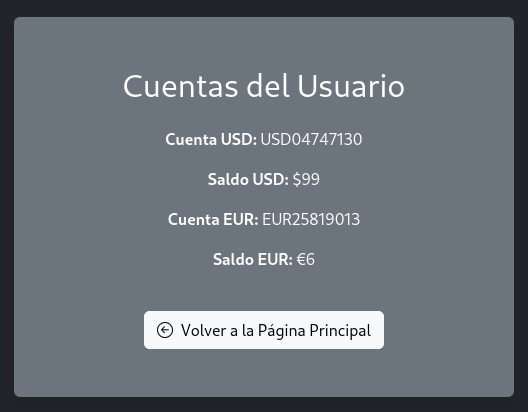 Cuentas del Usuario
Cuenta USD: USD04747130
Saldo USD: $99
Cuenta EUR: EUR25819013
Saldo EUR: €6
Volver a la Página Principal